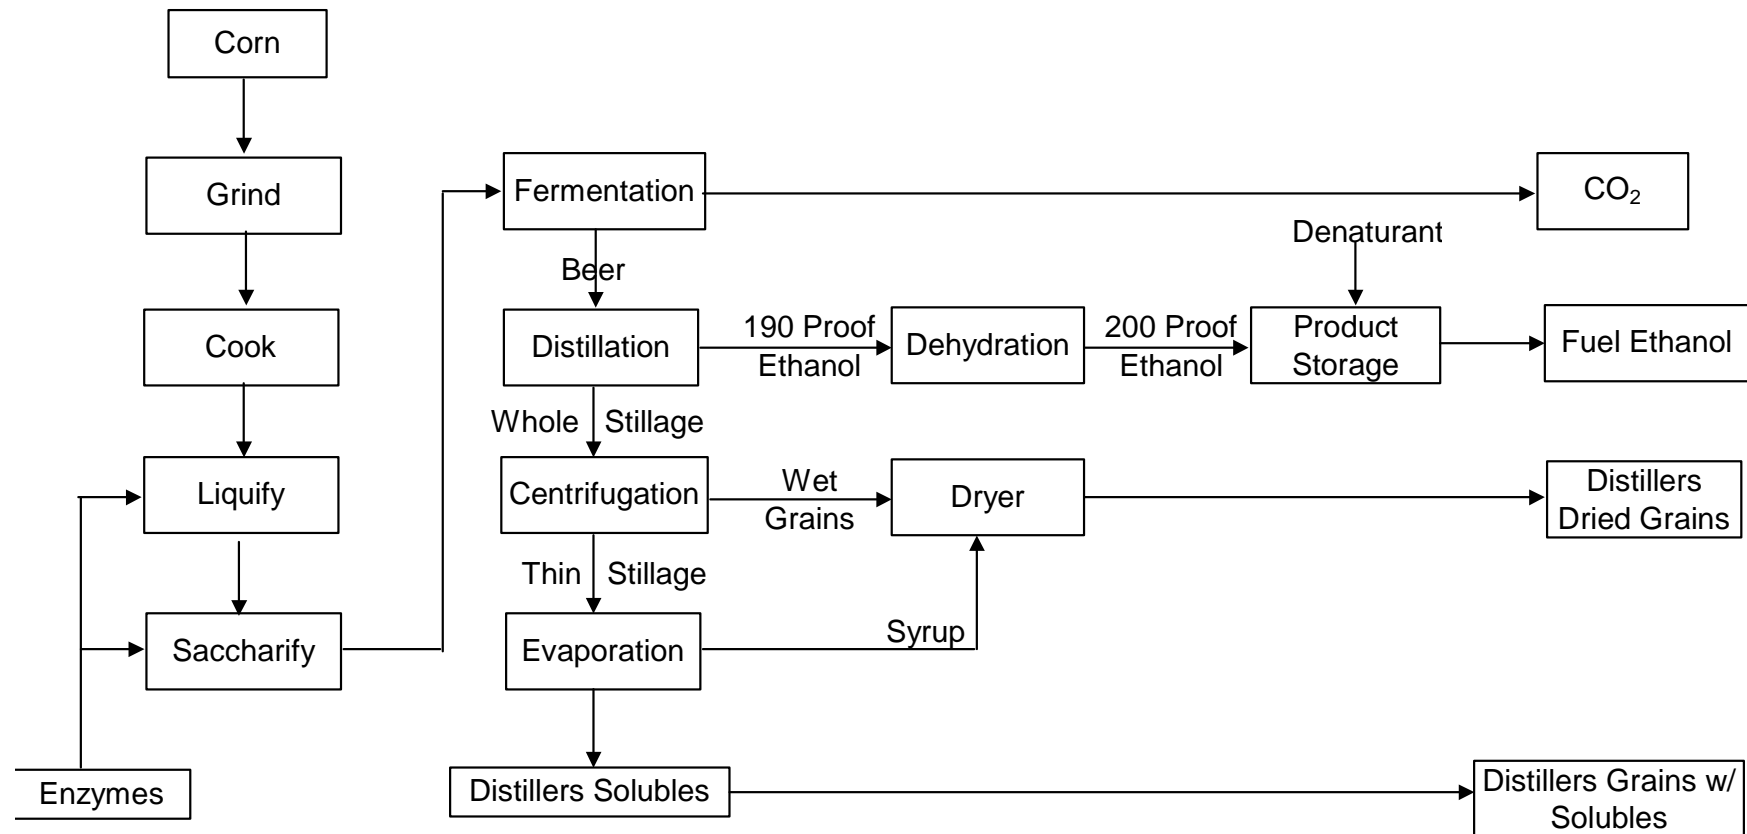 Corn
Grind
Fermentation
CO₂
Denaturant
Beer
Cook
Distillation
190 Proof
Ethanol
Dehydration
200 Proof
Ethanol
Product
Storage
Fuel Ethanol
Whole Stillage
Liquify
Centrifugation
Wet
Grains
Dryer
Distillers
Dried Grains
Thin Stillage
Saccharify
Evaporation
Syrup
Enzymes
Distillers Solubles
Distillers Grains w/
Solubles